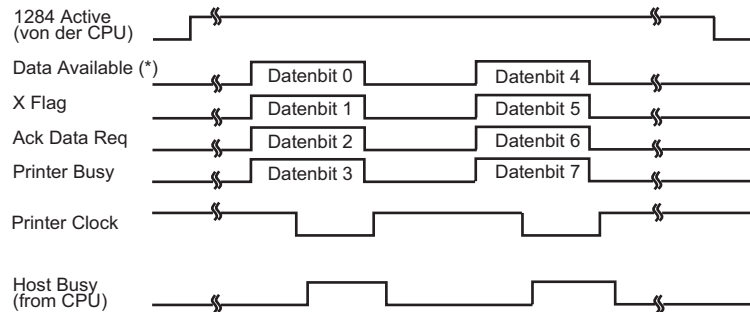 1284 Active
(von der CPU)
Data Available (*)
Datenbit 0
Datenbit 4
X Flag
Datenbit 1
Datenbit 5
Ack Data Req
Datenbit 2
Datenbit 6
Printer Busy
Datenbit 3
Datenbit 7
Printer Clock
Host Busy
(from CPU)